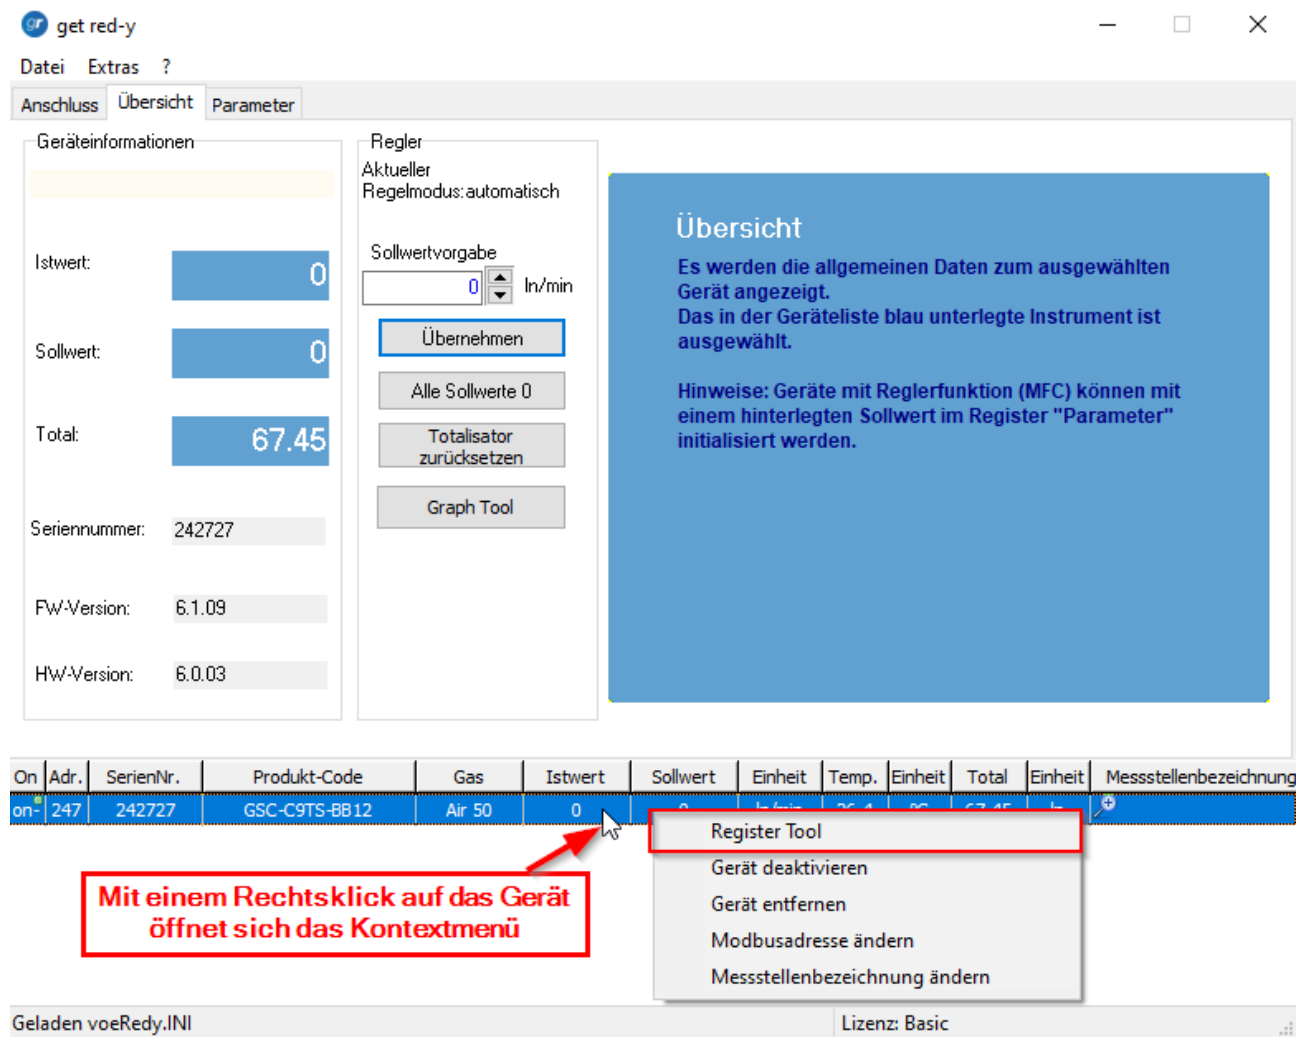 get red-y
Datei Extras ?
Anschluss Übersicht Parameter
Geräteinformationen
Istwert: 0
Sollwert: 0
Total: 67.45
Seriennummer: 242727
FW-Version: 6.1.09
HW-Version: 6.0.03
Regler
Aktueller
Regelmodus: automatisch
Sollwertvorgabe
0 ln/min
Übernehmen
Alle Sollwerte 0
Totalisator
zurücksetzen
Graph Tool
Übersicht
Es werden die allgemeinen Daten zum ausgewählten
Gerät angezeigt.
Das in der Geräteliste blau unterlegte Instrument ist
ausgewählt.
Hinweise: Geräte mit Reglerfunktion (MFC) können mit
einem hinterlegten Sollwert im Register "Parameter"
initialisiert werden.
On Adr. SerienNr. Produkt-Code Gas Istwert Sollwert Einheit Temp. Einheit Total Einheit Messstellenbezeichnung
on- 247 242727 GSC-C9TS-BB12 Air 50 0
Register Tool
Gerät deaktivieren
Gerät entfernen
Modbusadresse ändern
Messstellenbezeichnung ändern
Mit einem Rechtsklick auf das Gerät
öffnet sich das Kontextmenü
Geladen voeRedy.INI
Lizenz: Basic